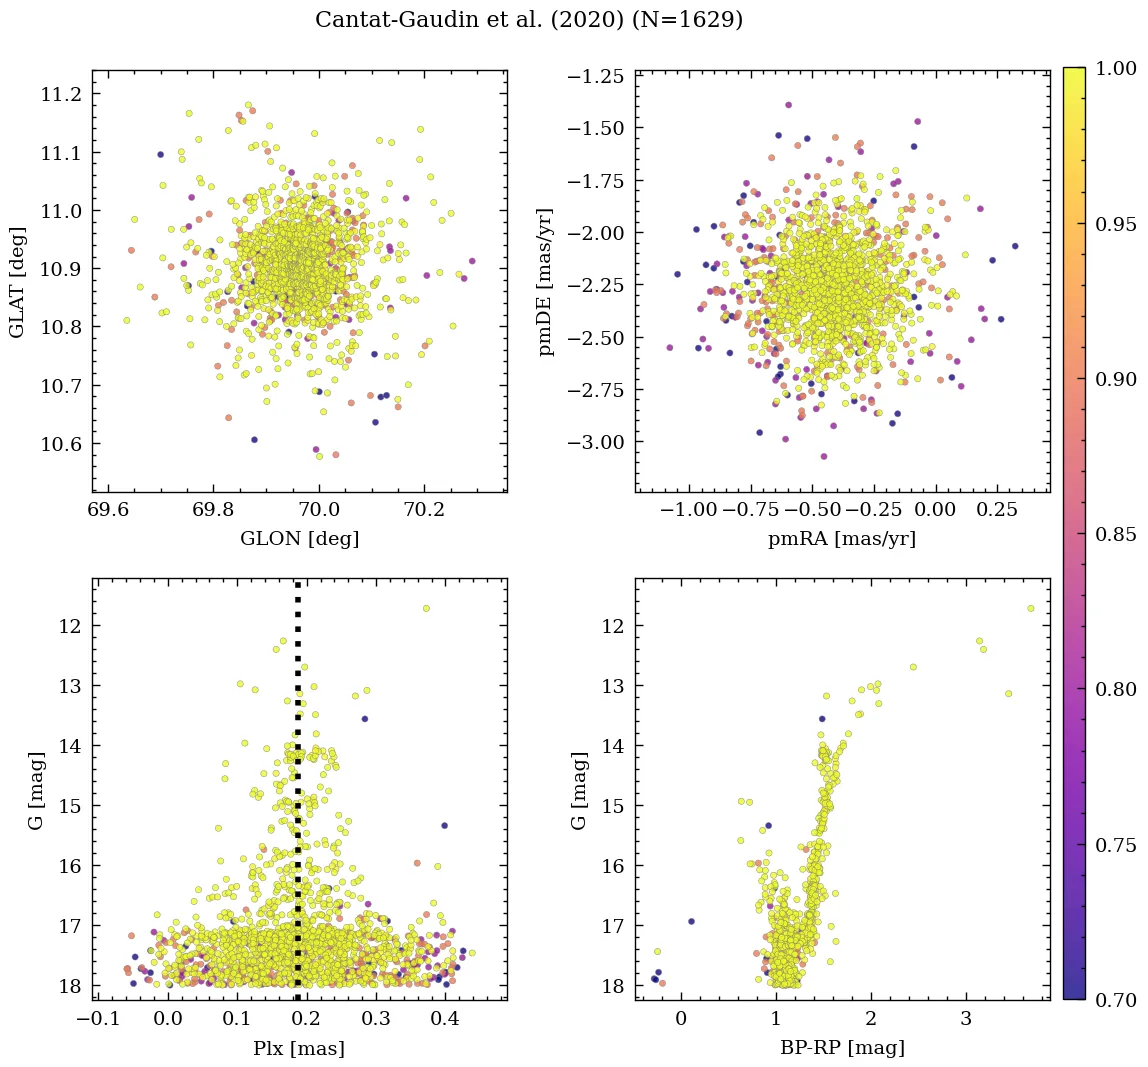 Cantat-Gaudin et al. (2020) (N=1629)
11.2
11.1
11.0
10.9
10.8
10.7
10.6
GLAT [deg]
69.6 69.8 70.0 70.2
GLON [deg]
−1.25
−1.50
−1.75
−2.00
−2.25
−2.50
−2.75
−3.00
pmDE [mas/yr]
−1.00 −0.75 −0.50 −0.25 0.00 0.25
pmRA [mas/yr]
12
13
14
15
16
17
18
G [mag]
−0.1 0.0 0.1 0.2 0.3 0.4
Plx [mas]
12
13
14
15
16
17
18
G [mag]
0 1 2 3
BP-RP [mag]
1.00
0.95
0.90
0.85
0.80
0.75
0.70